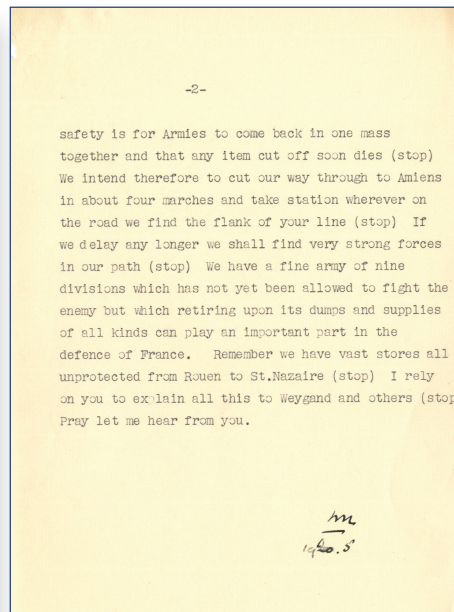 -2-
safety is for Armies to come back in one mass
together and that any item cut off soon dies (stop)
We intend therefore to cut our way through to Amiens
in about four marches and take station wherever on
the road we find the flank of your line (stop)  If
we delay any longer we shall find very strong forces
in our path (stop)  We have a fine army of nine
divisions which has not yet been allowed to fight the
enemy but which retiring upon its dumps and supplies
of all kinds can play an important part in the
defence of France.  Remember we have vast stores all
unprotected from Rouen to St.Nazaire (stop)  I rely
on you to explain all this to Weygand and others (stop
Pray let me hear from you.